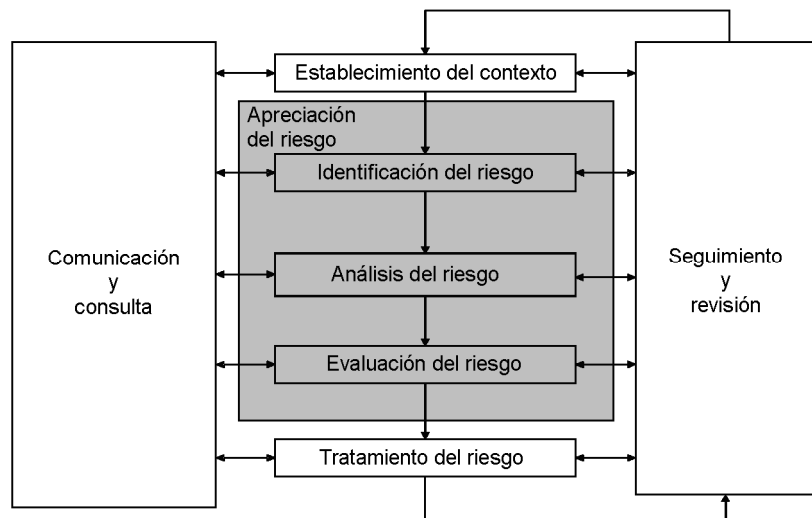 Establecimiento del contexto
Apreciación
del riesgo
Identificación del riesgo
Comunicación
y
consulta
Análisis del riesgo
Seguimiento
y
revisión
Evaluación del riesgo
Tratamiento del riesgo